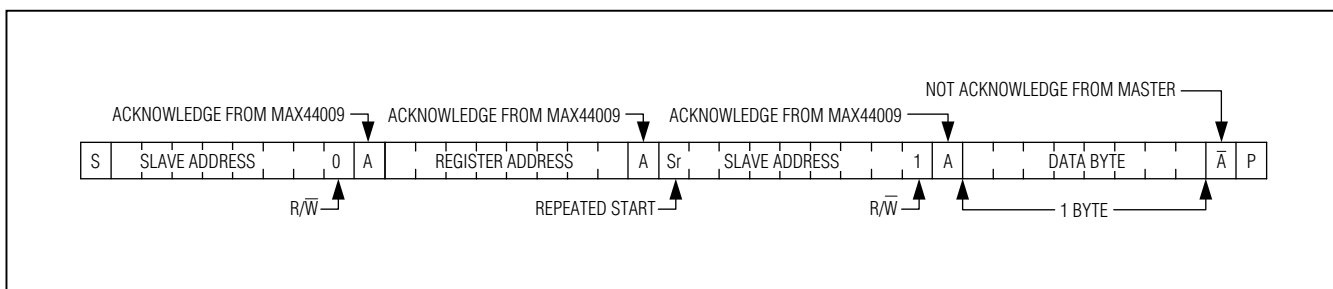 NOT ACKNOWLEDGE FROM MASTER
ACKNOWLEDGE FROM MAX44009 ACKNOWLEDGE FROM MAX44009 ACKNOWLEDGE FROM MAX44009
S SLAVE ADDRESS 0 A REGISTER ADDRESS A Sr SLAVE ADDRESS 1 A DATA BYTE A̅ P
R/W̅ REPEATED START R/W̅ 1 BYTE